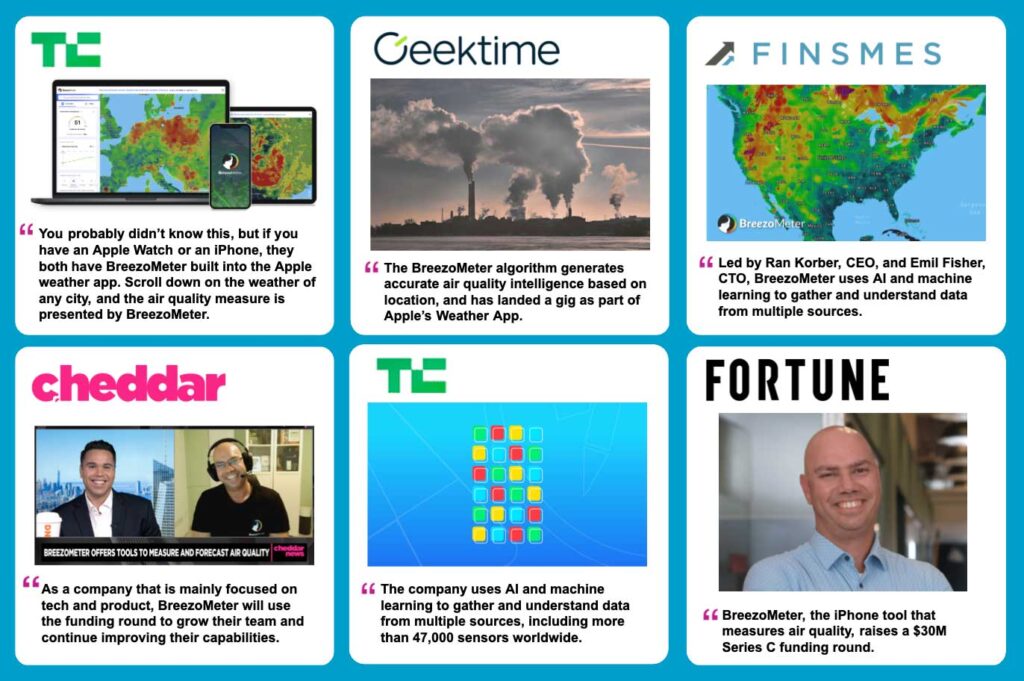 TC
Geektime
FINSMES
51
BreezoMeter
BreezoMeter
“ You probably didn’t know this, but if you
have an Apple Watch or an iPhone, they
both have BreezoMeter built into the Apple
weather app. Scroll down on the weather of
any city, and the air quality measure is
presented by BreezoMeter.
“ The BreezoMeter algorithm generates
accurate air quality intelligence based on
location, and has landed a gig as part of
Apple’s Weather App.
“ Led by Ran Korber, CEO, and Emil Fisher,
CTO, BreezoMeter uses AI and machine
learning to gather and understand data
from multiple sources.
cheddar
TC
FORTUNE
DN
BREEZOMETER OFFERS TOOLS TO MEASURE AND FORECAST AIR QUALITY
cheddar
news
“ As a company that is mainly focused on
tech and product, BreezoMeter will use
the funding round to grow their team and
continue improving their capabilities.
“ The company uses AI and machine
learning to gather and understand data
from multiple sources, including more
than 47,000 sensors worldwide.
“ BreezoMeter, the iPhone tool that
measures air quality, raises a $30M
Series C funding round.